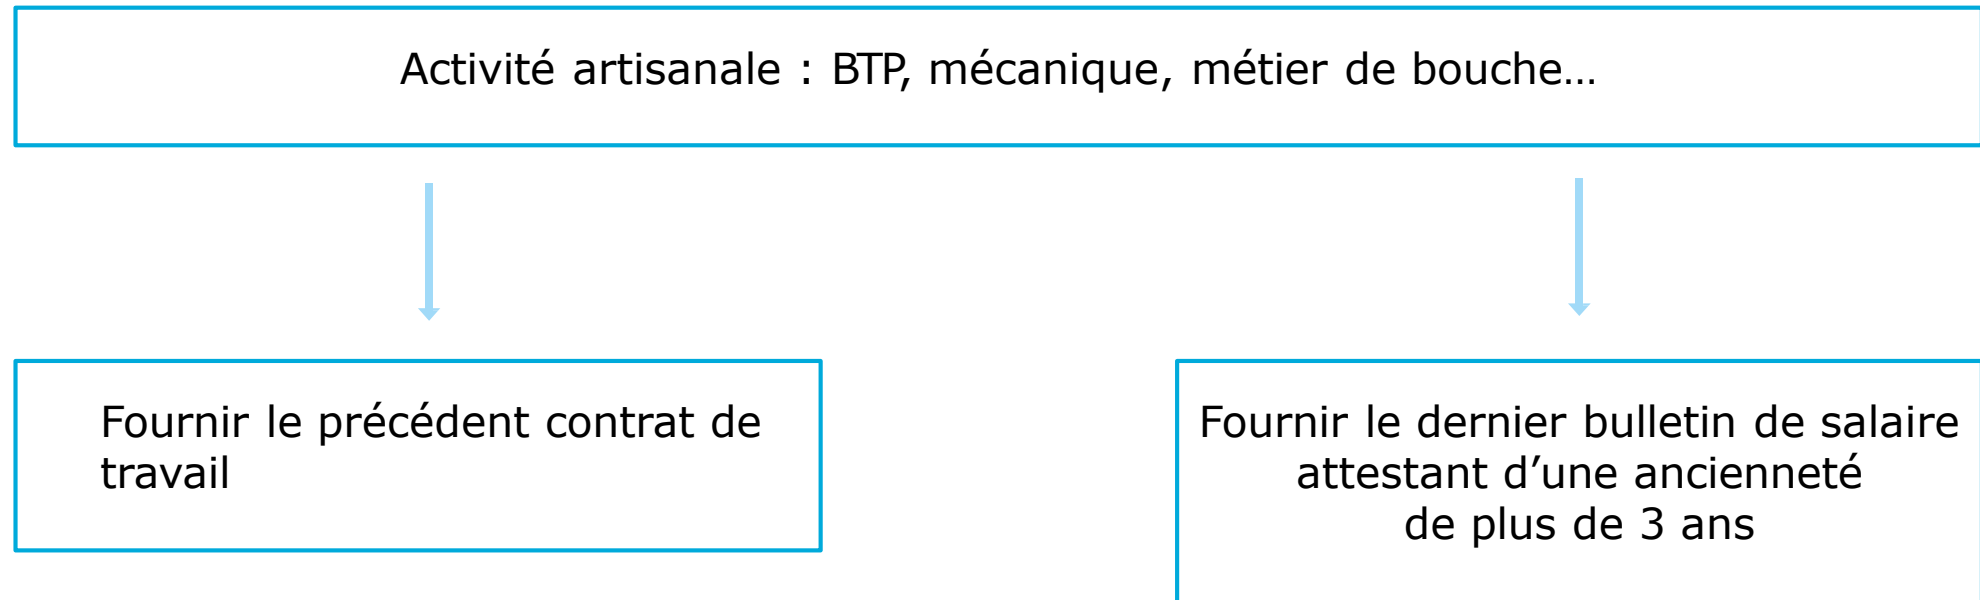 Activité artisanale : BTP, mécanique, métier de bouche…
Fournir le précédent contrat de
travail
Fournir le dernier bulletin de salaire
attestant d’une ancienneté
de plus de 3 ans